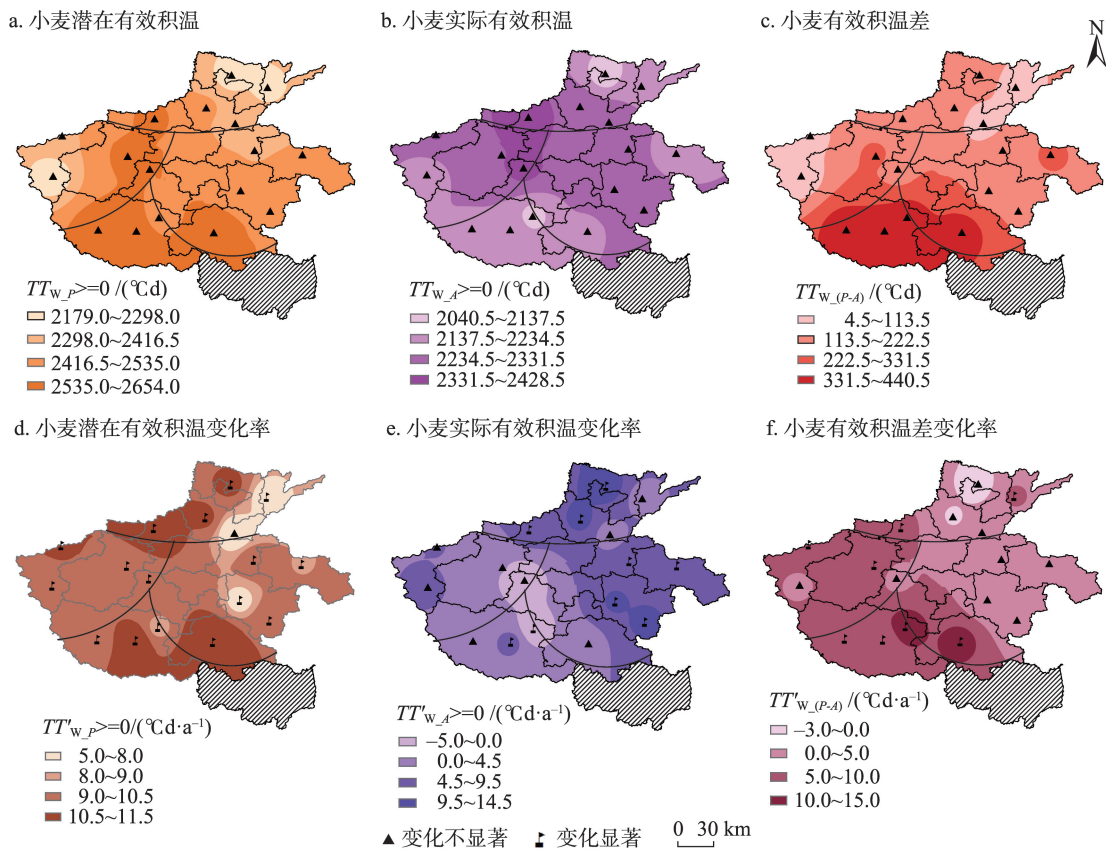 a. 小麦潜在有效积温
b. 小麦实际有效积温
c. 小麦有效积温差
N
TT_W_P>=0 /(℃d)
2179.0~2298.0
2298.0~2416.5
2416.5~2535.0
2535.0~2654.0
TT_W_A>=0 /(℃d)
2040.5~2137.5
2137.5~2234.5
2234.5~2331.5
2331.5~2428.5
TT_W_(P-A) /(℃d)
4.5~113.5
113.5~222.5
222.5~331.5
331.5~440.5
d. 小麦潜在有效积温变化率
e. 小麦实际有效积温变化率
f. 小麦有效积温差变化率
TT′_W_P>=0/(℃d·a⁻¹)
5.0~8.0
8.0~9.0
9.0~10.5
10.5~11.5
TT′_W_A>=0 /(℃d·a⁻¹)
−5.0~0.0
0.0~4.5
4.5~9.5
9.5~14.5
TT′_W_(P-A) /(℃d·a⁻¹)
−3.0~0.0
0.0~5.0
5.0~10.0
10.0~15.0
变化不显著
变化显著
0 30 km